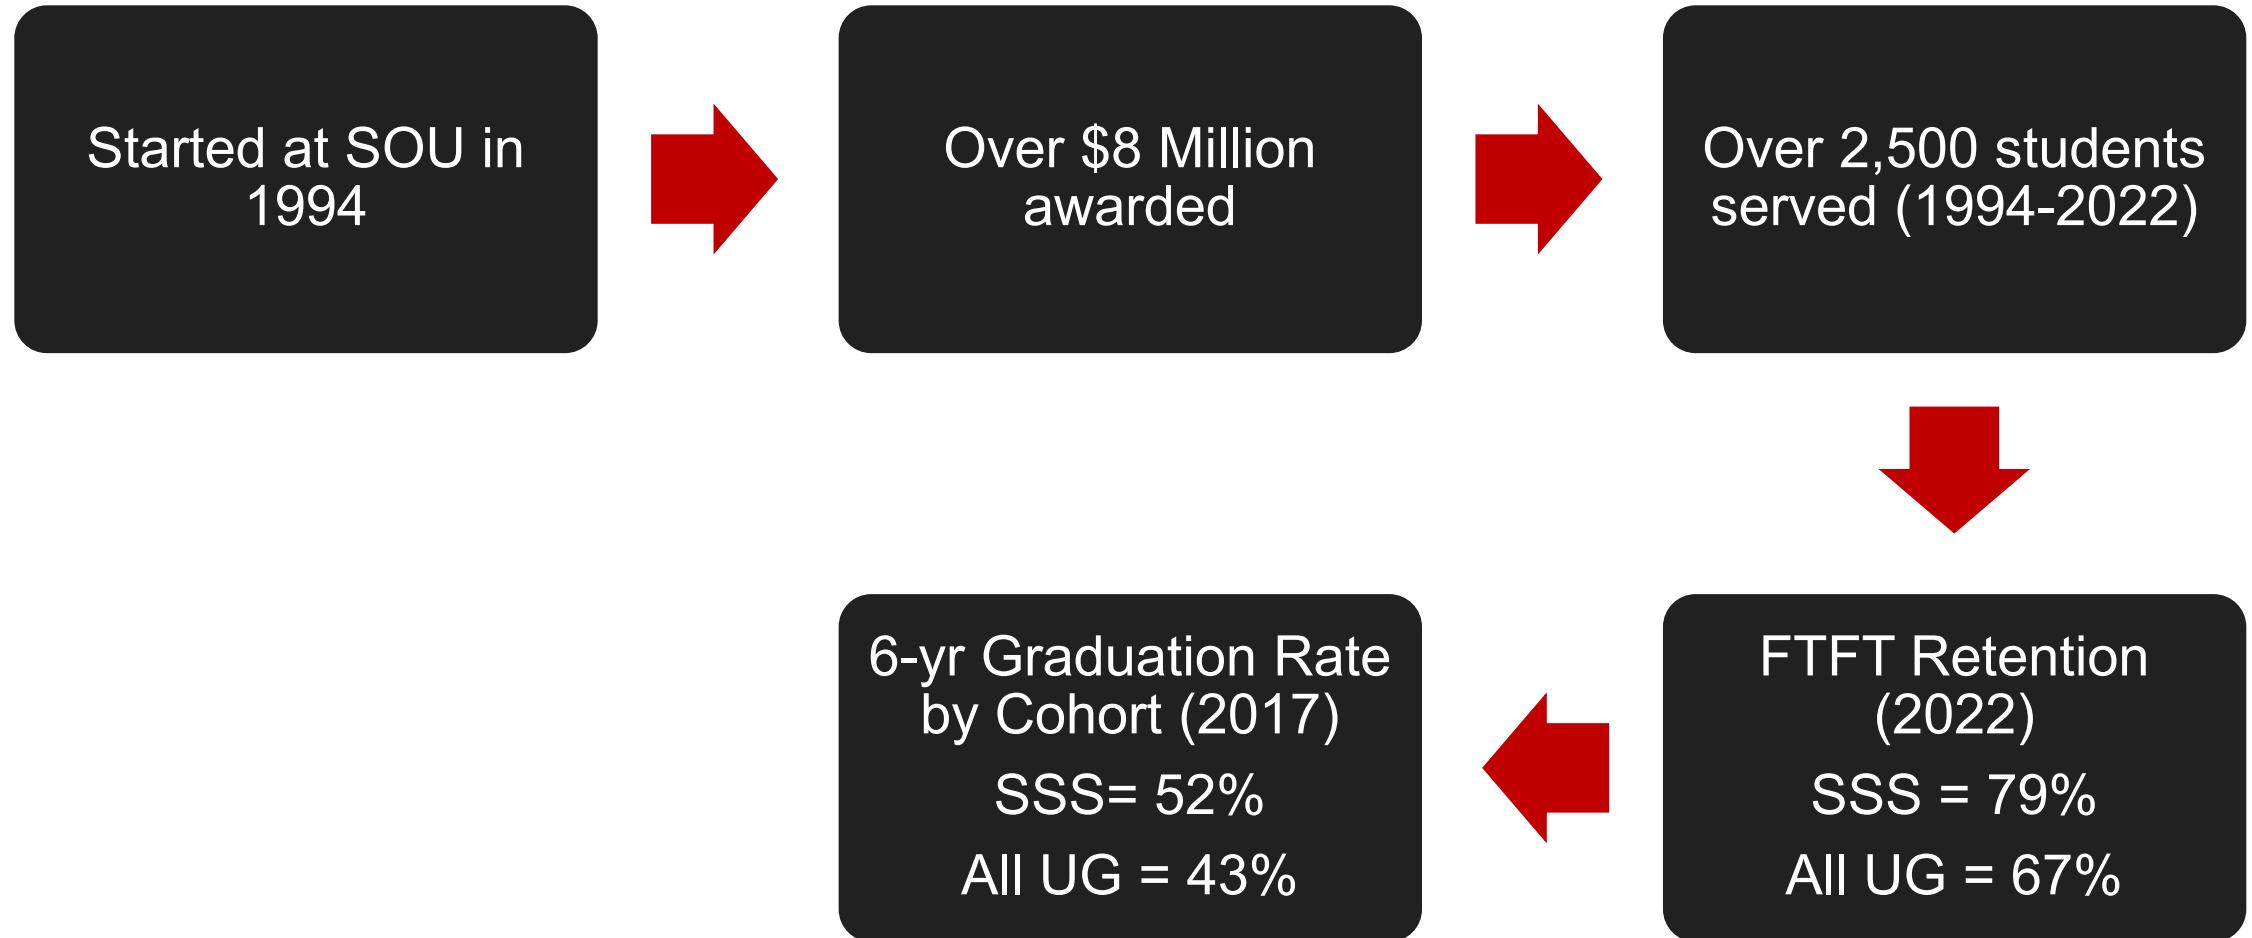 Started at SOU in
1994
Over $8 Million
awarded
Over 2,500 students
served (1994-2022)
FTFT Retention
(2022)
SSS = 79%
All UG = 67%
6-yr Graduation Rate
by Cohort (2017)
SSS= 52%
All UG = 43%